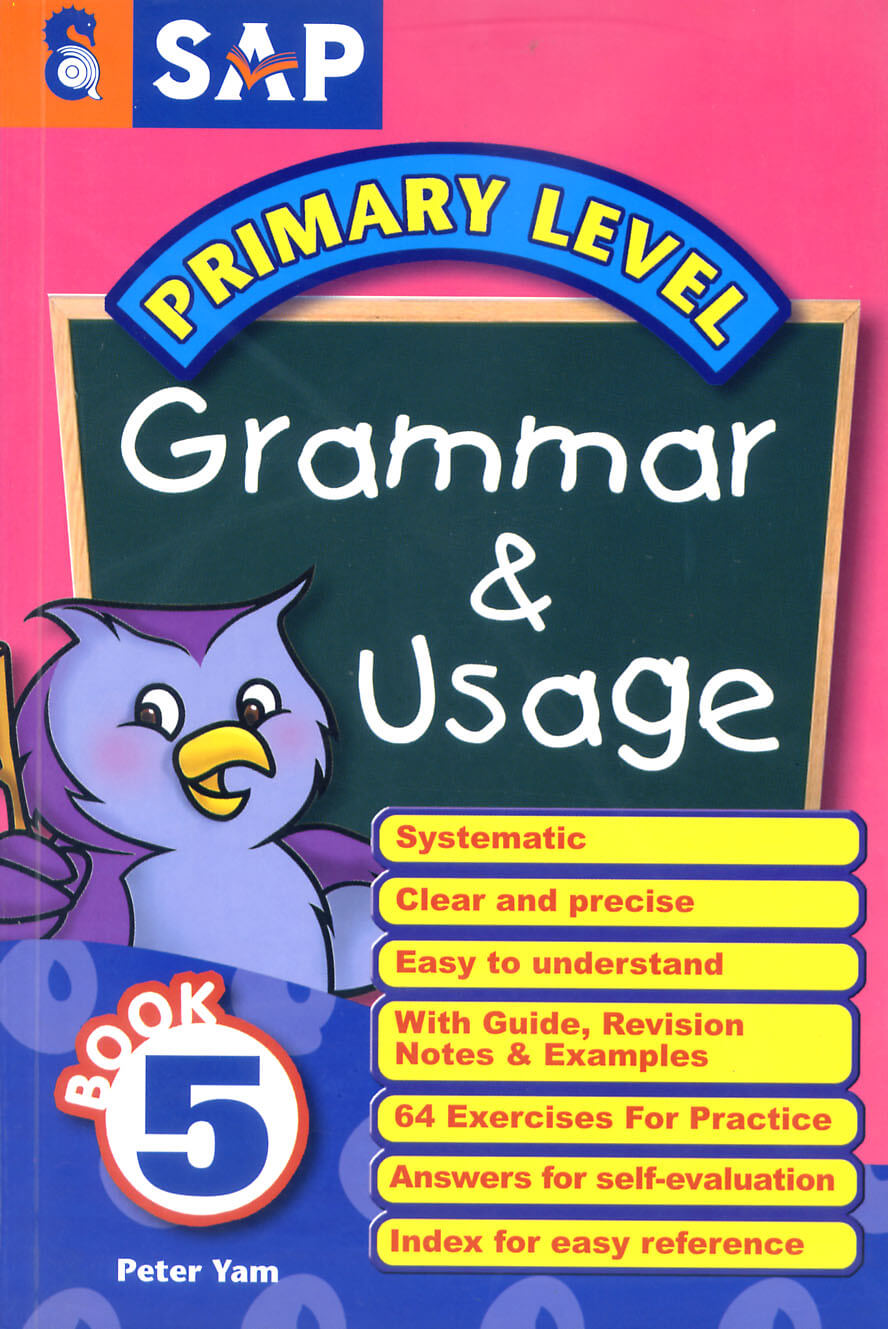 SAP
PRIMARY LEVEL
Grammar
&
Usage
Systematic
Clear and precise
Easy to understand
With Guide, Revision
Notes & Examples
64 Exercises For Practice
Answers for self-evaluation
Index for easy reference
BOOK
5
Peter Yam